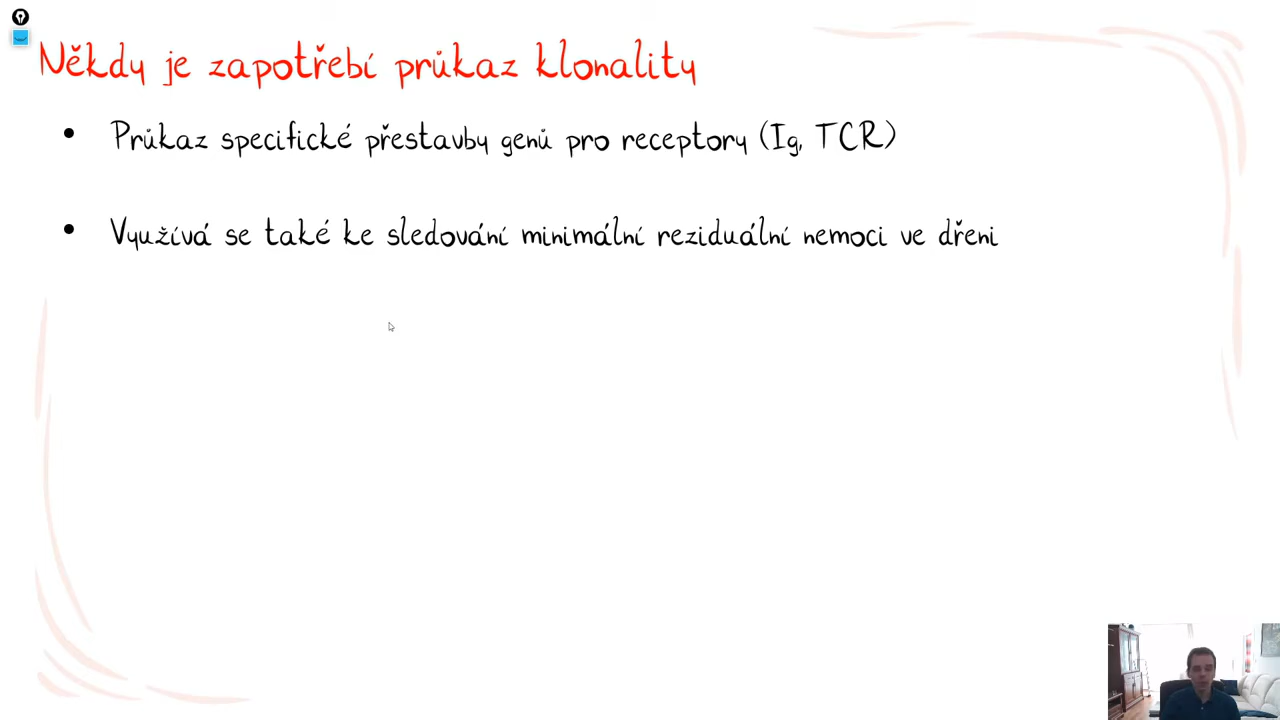 Někdy je zapotřebí průkaz klonality
• Průkaz specifické přestavby genů pro receptory (Ig, TCR)
• Využívá se také ke sledování minimální reziduální nemoci ve dřeni